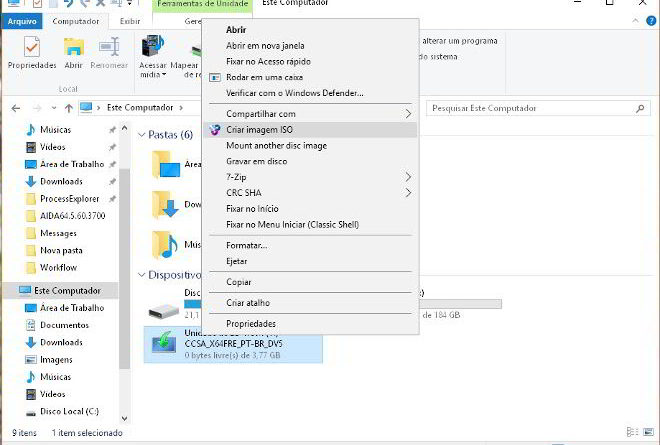 Ferramentas de Unidade
Este Computador
Arquivo
Computador
Exibir
Gere
Propriedades
Abrir
Renomear
Acessar
mídia
Mapear
de re
Local
alterar um programa
do sistema
Este Computador
Pesquisar Este Computador
Músicas
Vídeos
Área de Trabalho
Downloads
ProcessExplorer
AIDA64.5.60.3700
Messages
Nova pasta
Workflow
Este Computador
Área de Trabalho
Documentos
Downloads
Imagens
Músicas
Vídeos
Disco Local (C:)
Pastas (6)
Área
Dow
Mús
Dispositivo
Disc
21,1
de 184 GB
CCSA_X64FRE_PT-BR_DV5
0 bytes livre(s) de 3,77 GB
Abrir
Abrir em nova janela
Fixar no Acesso rápido
Rodar em uma caixa
Verificar com o Windows Defender...
Compartilhar com
Criar imagem ISO
Mount another disc image
Gravar em disco
7-Zip
CRC SHA
Fixar no Início
Fixar no Menu Iniciar (Classic Shell)
Formatar...
Ejetar
Copiar
Criar atalho
Propriedades
9 itens
1 item selecionado